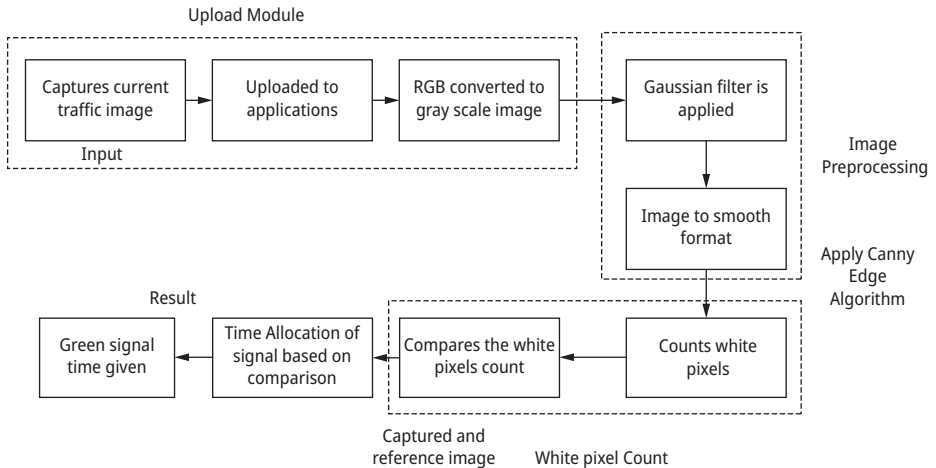 Upload Module
Captures current
traffic image
Uploaded to
applications
RGB converted to
gray scale image
Input
Gaussian filter is
applied
Image
Preprocessing
Image to smooth
format
Apply Canny
Edge
Algorithm
Result
Green signal
time given
Time Allocation of
signal based on
comparison
Compares the white
pixels count
Counts white
pixels
Captured and
reference image
White pixel Count